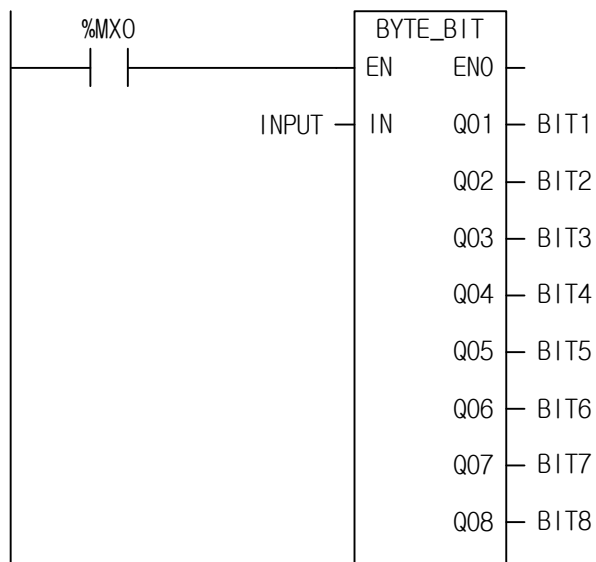 %MX0 BYTE_BIT
EN ENO
INPUT IN Q01 BIT1
Q02 BIT2
Q03 BIT3
Q04 BIT4
Q05 BIT5
Q06 BIT6
Q07 BIT7
Q08 BIT8